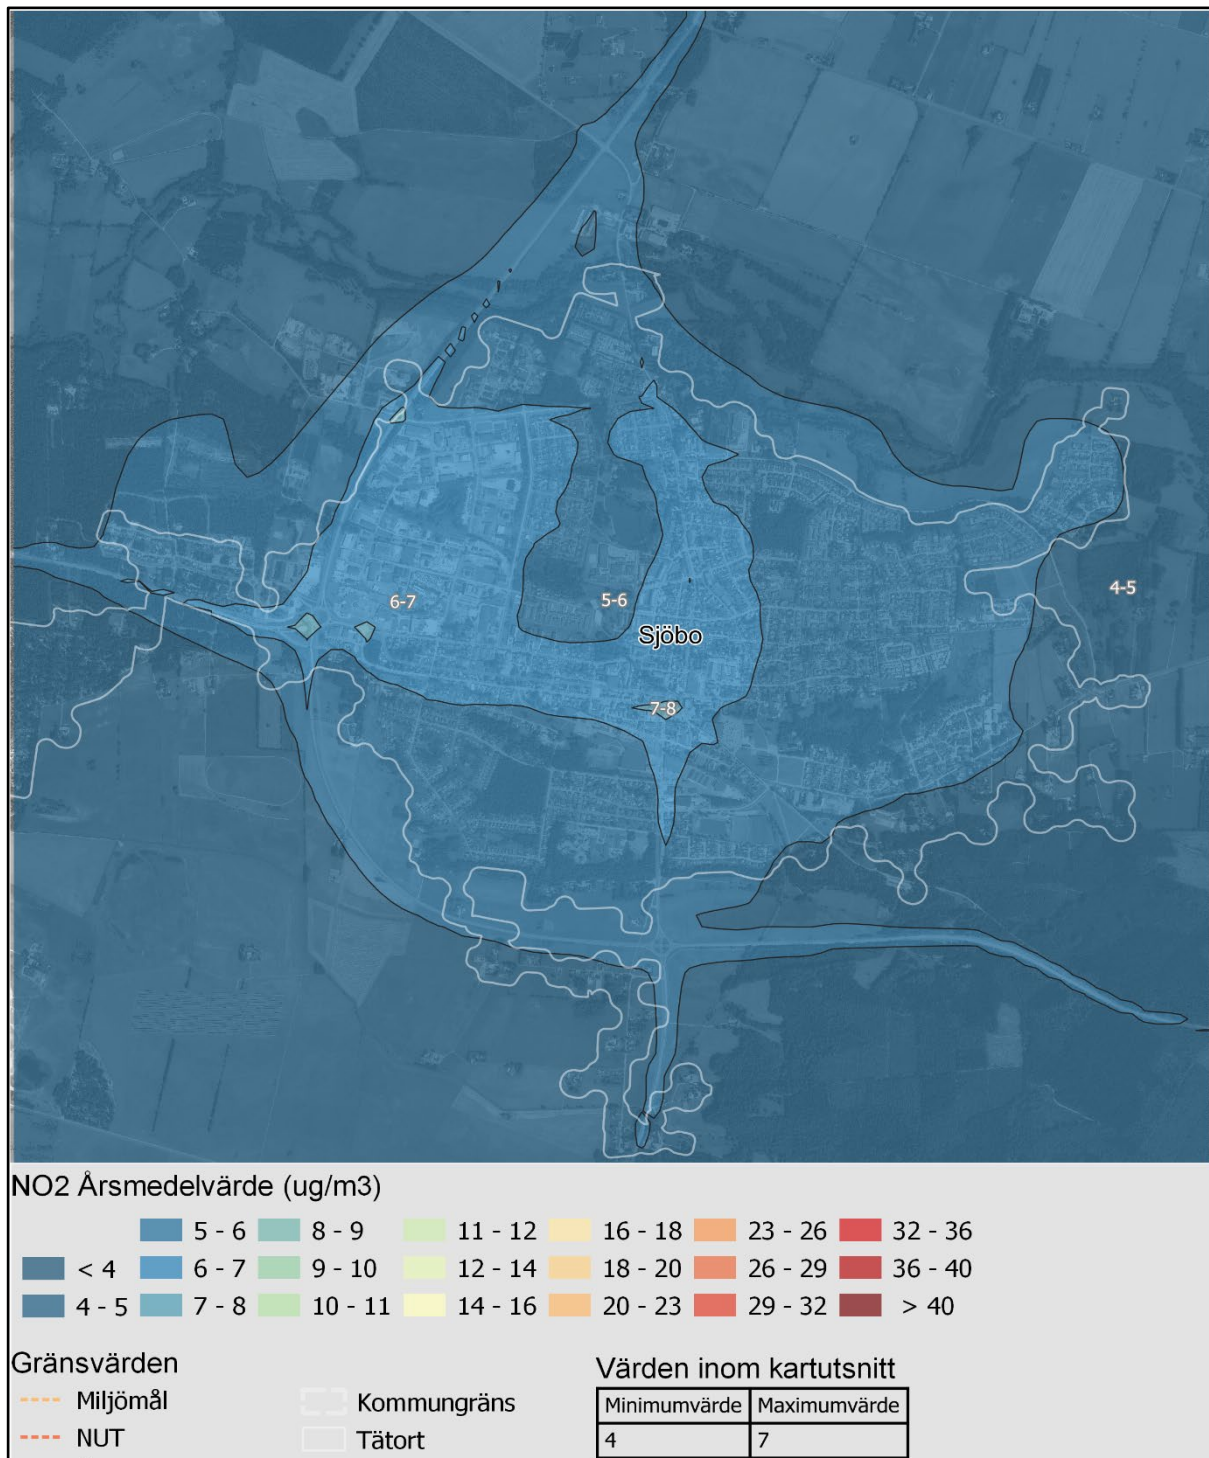 6-7
5-6
4-5
Sjöbo
7-8
NO2 Årsmedelvärde (ug/m3)
5 - 6 8 - 9 11 - 12 16 - 18 23 - 26 32 - 36
< 4 6 - 7 9 - 10 12 - 14 18 - 20 26 - 29 36 - 40
4 - 5 7 - 8 10 - 11 14 - 16 20 - 23 29 - 32 > 40
Gränsvärden
Miljömål
NUT
Kommungräns
Tätort
Värden inom kartutsnitt
Minimumvärde Maximumvärde
4 7